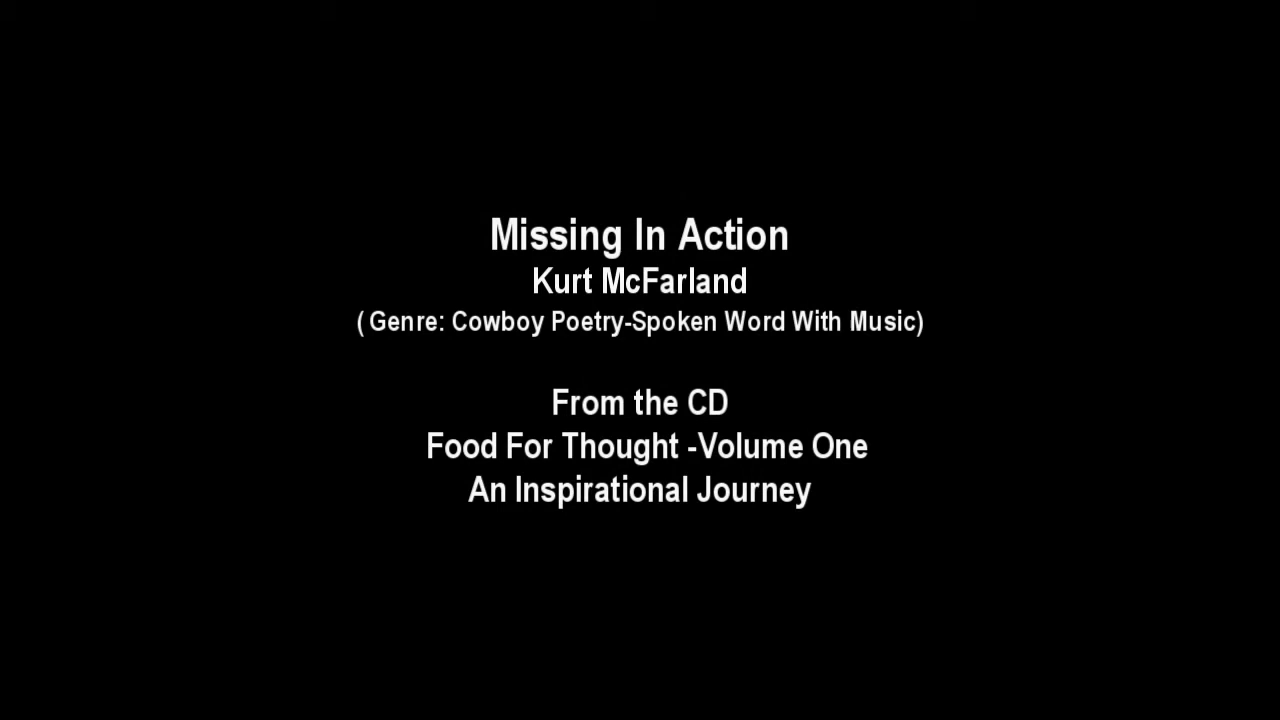 Missing In Action
Kurt McFarland
( Genre: Cowboy Poetry-Spoken Word With Music)
From the CD
Food For Thought -Volume One
An Inspirational Journey